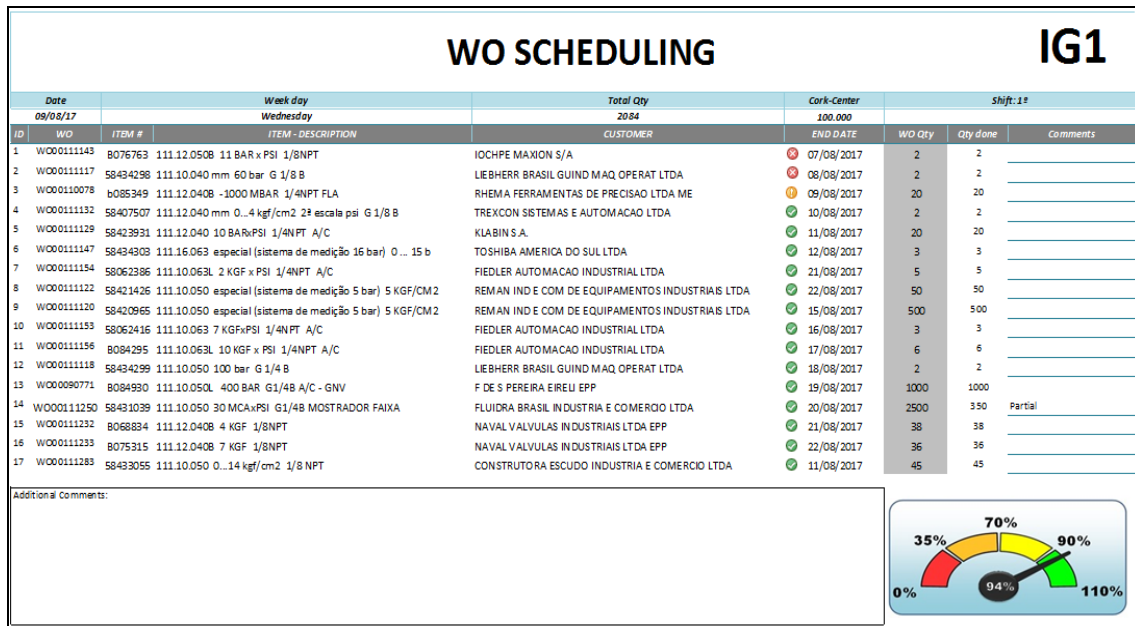 WO SCHEDULING IG1
Date Week day Total Qty Cork-Center Shift: 1ª
09/08/17 Wednesday 2084 100.000
ID WO ITEM # ITEM - DESCRIPTION CUSTOMER END DATE WO Qty Qty done Comments
1 WO00111143 B076763 111.12.050B 11 BAR x PSI 1/8NPT IOCHPE MAXION S/A 07/08/2017 2 2
2 WO00111117 58434298 111.10.040 mm 60 bar G 1/8 B LIEBHERR BRASIL GUIND MAQ OPERAT LTDA 08/08/2017 2 2
3 WO00110078 b085349 111.12.040B -1000 MBAR 1/4NPT FLA RHEMA FERRAMENTAS DE PRECISAO LTDA ME 09/08/2017 20 20
4 WO00111132 58407507 111.12.040 mm 0...4 kgf/cm2 2ª escala psi G 1/8 B TREXCON SISTEMAS E AUTOMACAO LTDA 10/08/2017 2 2
5 WO00111129 58423931 111.12.040 10 BARxPSI 1/4NPT A/C KLABIN S.A. 11/08/2017 20 20
6 WO00111147 58434303 111.16.063 especial (sistema de medição 16 bar) 0 ... 15 b TOSHIBA AMERICA DO SUL LTDA 12/08/2017 3 3
7 WO00111154 58062386 111.10.063L 2 KGF x PSI 1/4NPT A/C FIEDLER AUTOMACAO INDUSTRIAL LTDA 21/08/2017 5 5
8 WO00111122 58421426 111.10.050 especial (sistema de medição 5 bar) 5 KGF/CM2 REMAN IND E COM DE EQUIPAMENTOS INDUSTRIAIS LTDA 22/08/2017 50 50
9 WO00111120 58420965 111.10.050 especial (sistema de medição 5 bar) 5 KGF/CM2 REMAN IND E COM DE EQUIPAMENTOS INDUSTRIAIS LTDA 15/08/2017 500 500
10 WO00111153 58062416 111.10.063 7 KGFxPSI 1/4NPT A/C FIEDLER AUTOMACAO INDUSTRIAL LTDA 16/08/2017 3 3
11 WO00111156 B084295 111.10.063L 10 KGF x PSI 1/4NPT A/C FIEDLER AUTOMACAO INDUSTRIAL LTDA 17/08/2017 6 6
12 WO00111118 58434299 111.10.050 100 bar G 1/4 B LIEBHERR BRASIL GUIND MAQ OPERAT LTDA 18/08/2017 2 2
13 WO00090771 B084930 111.10.050L 400 BAR G1/4B A/C - GNV F DE S PEREIRA EIRELI EPP 19/08/2017 1000 1000
14 WO00111250 58431039 111.10.050 30 MCAxPSI G1/4B MOSTRADOR FAIXA FLUIDRA BRASIL INDUSTRIA E COMERCIO LTDA 20/08/2017 2500 350 Partial
15 WO00111232 B068834 111.12.040B 4 KGF 1/8NPT NAVAL VALVULAS INDUSTRIAIS LTDA EPP 21/08/2017 38 38
16 WO00111233 B075315 111.12.040B 7 KGF 1/8NPT NAVAL VALVULAS INDUSTRIAIS LTDA EPP 22/08/2017 36 36
17 WO00111283 58433055 111.10.050 0...14 kgf/cm2 1/8 NPT CONSTRUTORA ESCUDO INDUSTRIA E COMERCIO LTDA 11/08/2017 45 45
Additional Comments:
70%
35% 90%
94%
0% 110%